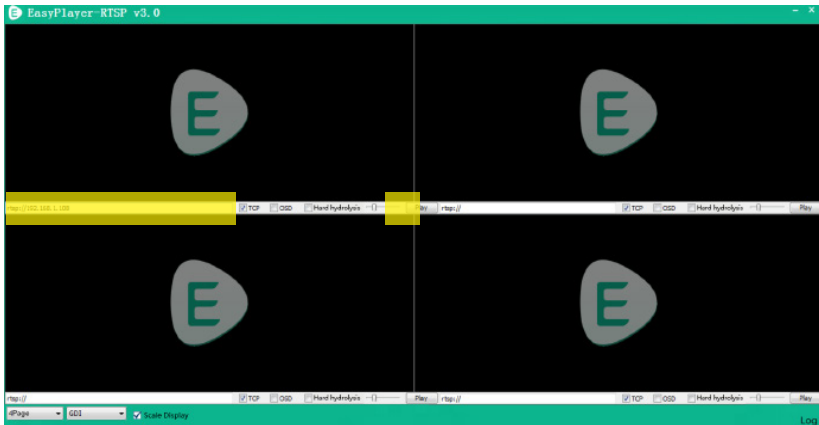 EasyPlayer-RTSP v3.0
E E
rtsp://192.168.1.100 TCP OSD Hard hydrolysis Play rtsp:// TCP OSD Hard hydrolysis Play
E E
rtsp:// TCP OSD Hard hydrolysis Play rtsp:// TCP OSD Hard hydrolysis Play
4Page GDI Scale Display
Log